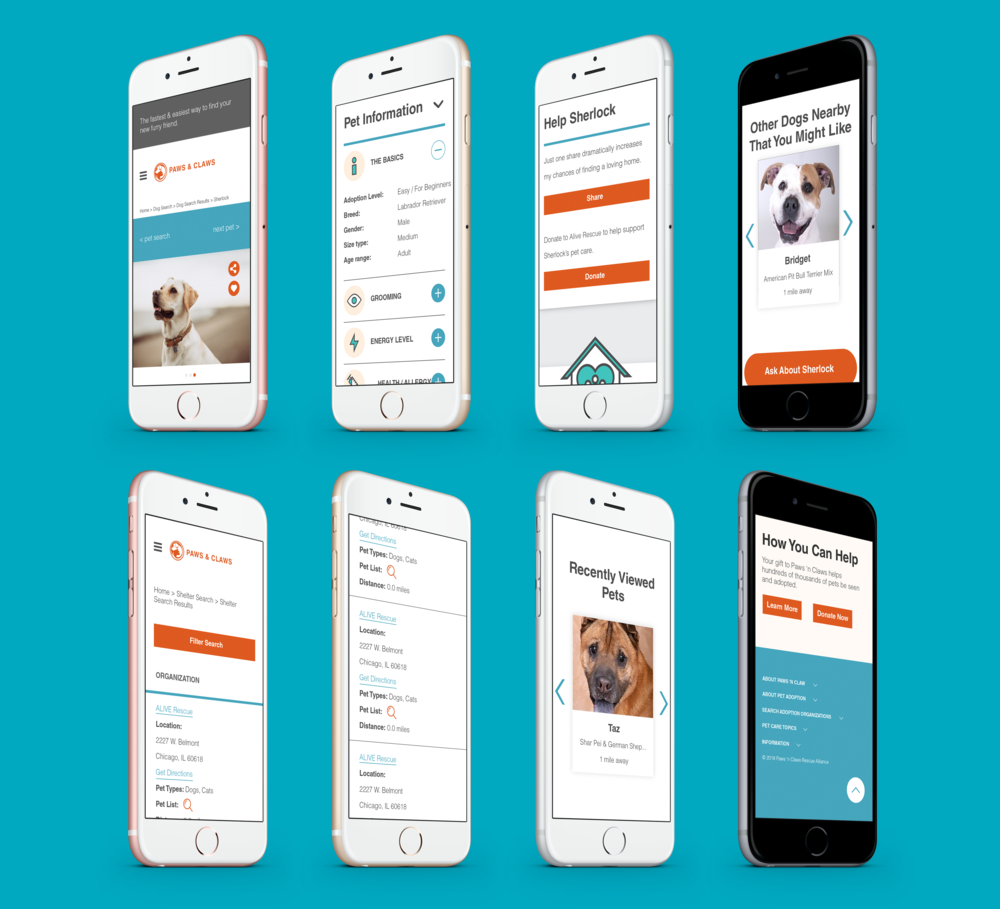 The fastest & easiest way to find your
new furry friend.
PAWS & CLAWS
Home > Dog Search > Dog Search Results > Sherlock
< pet search
next pet >
Pet Information
THE BASICS
Adoption Level: Easy / For Beginners
Breed: Labrador Retriever
Gender: Male
Size type: Medium
Age range: Adult
GROOMING
ENERGY LEVEL
HEALTH / ALLERGY
Help Sherlock
Just one share dramatically increases
my chances of finding a loving home.
Share
Donate to Alive Rescue to help support
Sherlock's pet care.
Donate
Other Dogs Nearby
That You Might Like
Bridget
American Pit Bull Terrier Mix
1 mile away
Ask About Sherlock
PAWS & CLAWS
Home > Shelter Search > Shelter
Search Results
Filter Search
ORGANIZATION
ALIVE Rescue
Location:
2227 W. Belmont
Chicago, IL 60618
Get Directions
Pet Types: Dogs, Cats
Pet List:
Chicago, IL 60618
Get Directions
Pet Types: Dogs, Cats
Pet List:
Distance: 0.0 miles
ALIVE Rescue
Location:
2227 W. Belmont
Chicago, IL 60618
Get Directions
Pet Types: Dogs, Cats
Pet List:
Distance: 0.0 miles
ALIVE Rescue
Location:
2227 W. Belmont
Chicago, IL 60618
Recently Viewed
Pets
Taz
Shar Pei & German Shep...
1 mile away
How You Can Help
Your gift to Paws 'n Claws helps
hundreds of thousands of pets be seen
and adopted.
Learn More
Donate Now
ABOUT PAWS 'N CLAW
ABOUT PET ADOPTION
SEARCH ADOPTION ORGANIZATIONS
PET CARE TOPICS
INFORMATION
© 2018 Paws 'n Claws Rescue Alliance